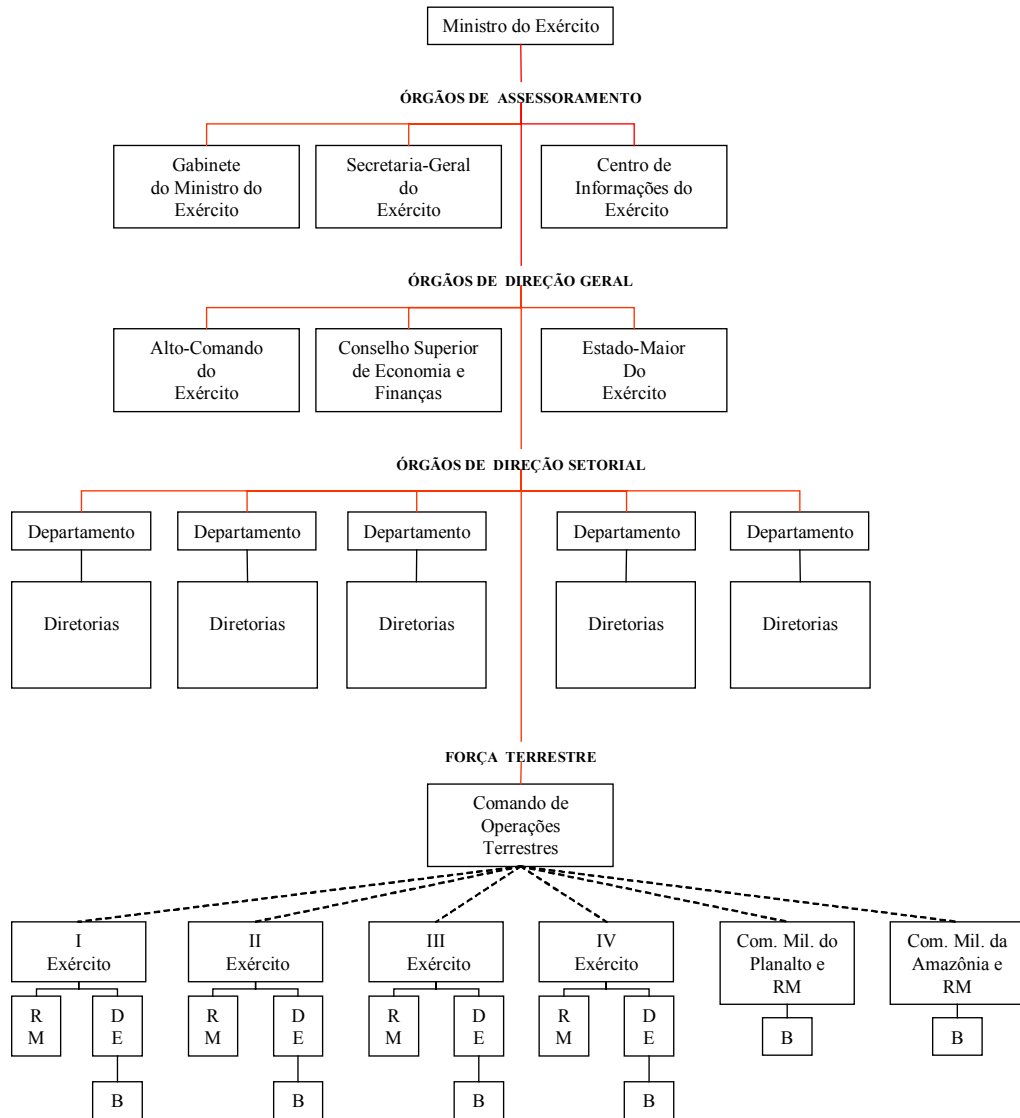 Ministro do Exército
ÓRGÃOS DE ASSESSORAMENTO
Gabinete
do Ministro do
Exército
Secretaria-Geral
do
Exército
Centro de
Informações do
Exército
ÓRGÃOS DE DIREÇÃO GERAL
Alto-Comando
do
Exército
Conselho Superior
de Economia e
Finanças
Estado-Maior
Do
Exército
ÓRGÃOS DE DIREÇÃO SETORIAL
Departamento
Departamento
Departamento
Departamento
Departamento
Diretorias
Diretorias
Diretorias
Diretorias
Diretorias
FORÇA TERRESTRE
Comando de
Operações
Terrestres
I
Exército
II
Exército
III
Exército
IV
Exército
Com. Mil. do
Planalto e
RM
Com. Mil. da
Amazônia e
RM
R
M
D
E
R
M
D
E
R
M
D
E
R
M
D
E
B
B
B
B
B
B